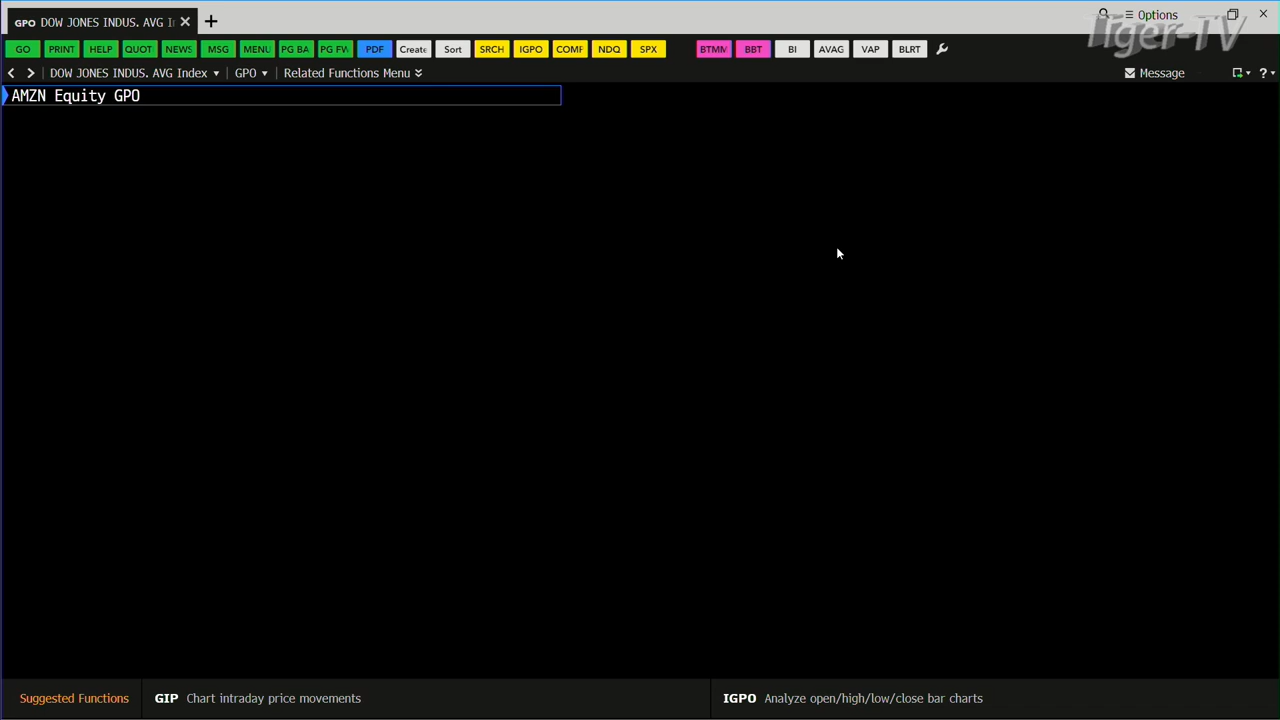 GPO DOW JONES INDUS. AVG I
Options
Tiger-TV
GO PRINT HELP QUOT NEWS MSG MENU PG BA PG FW PDF Create Sort SRCH IGPO COMF NDQ SPX BTMM BBT BI AVAG VAP BLRT
DOW JONES INDUS. AVG Index GPO Related Functions Menu Message ?
AMZN Equity GPO
Suggested Functions GIP Chart intraday price movements IGPO Analyze open/high/low/close bar charts